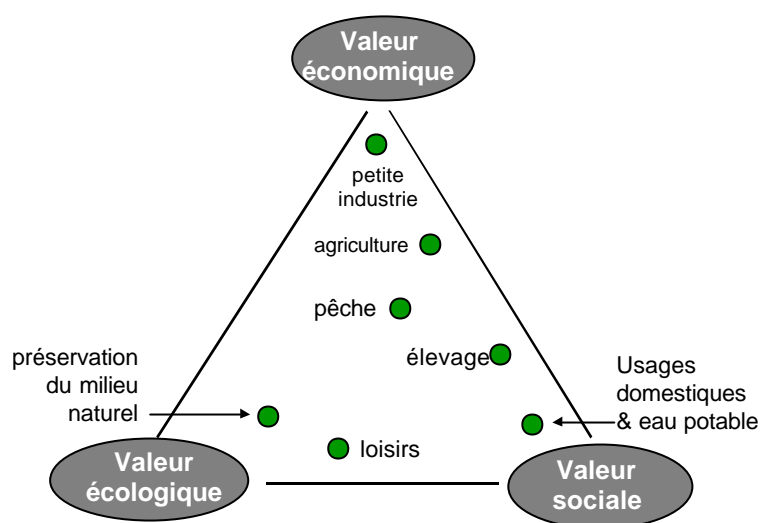 Valeur
économique
petite
industrie
agriculture
pêche
élevage
préservation
du milieu
naturel
Usages
domestiques
& eau potable
loisirs
Valeur
écologique
Valeur
sociale